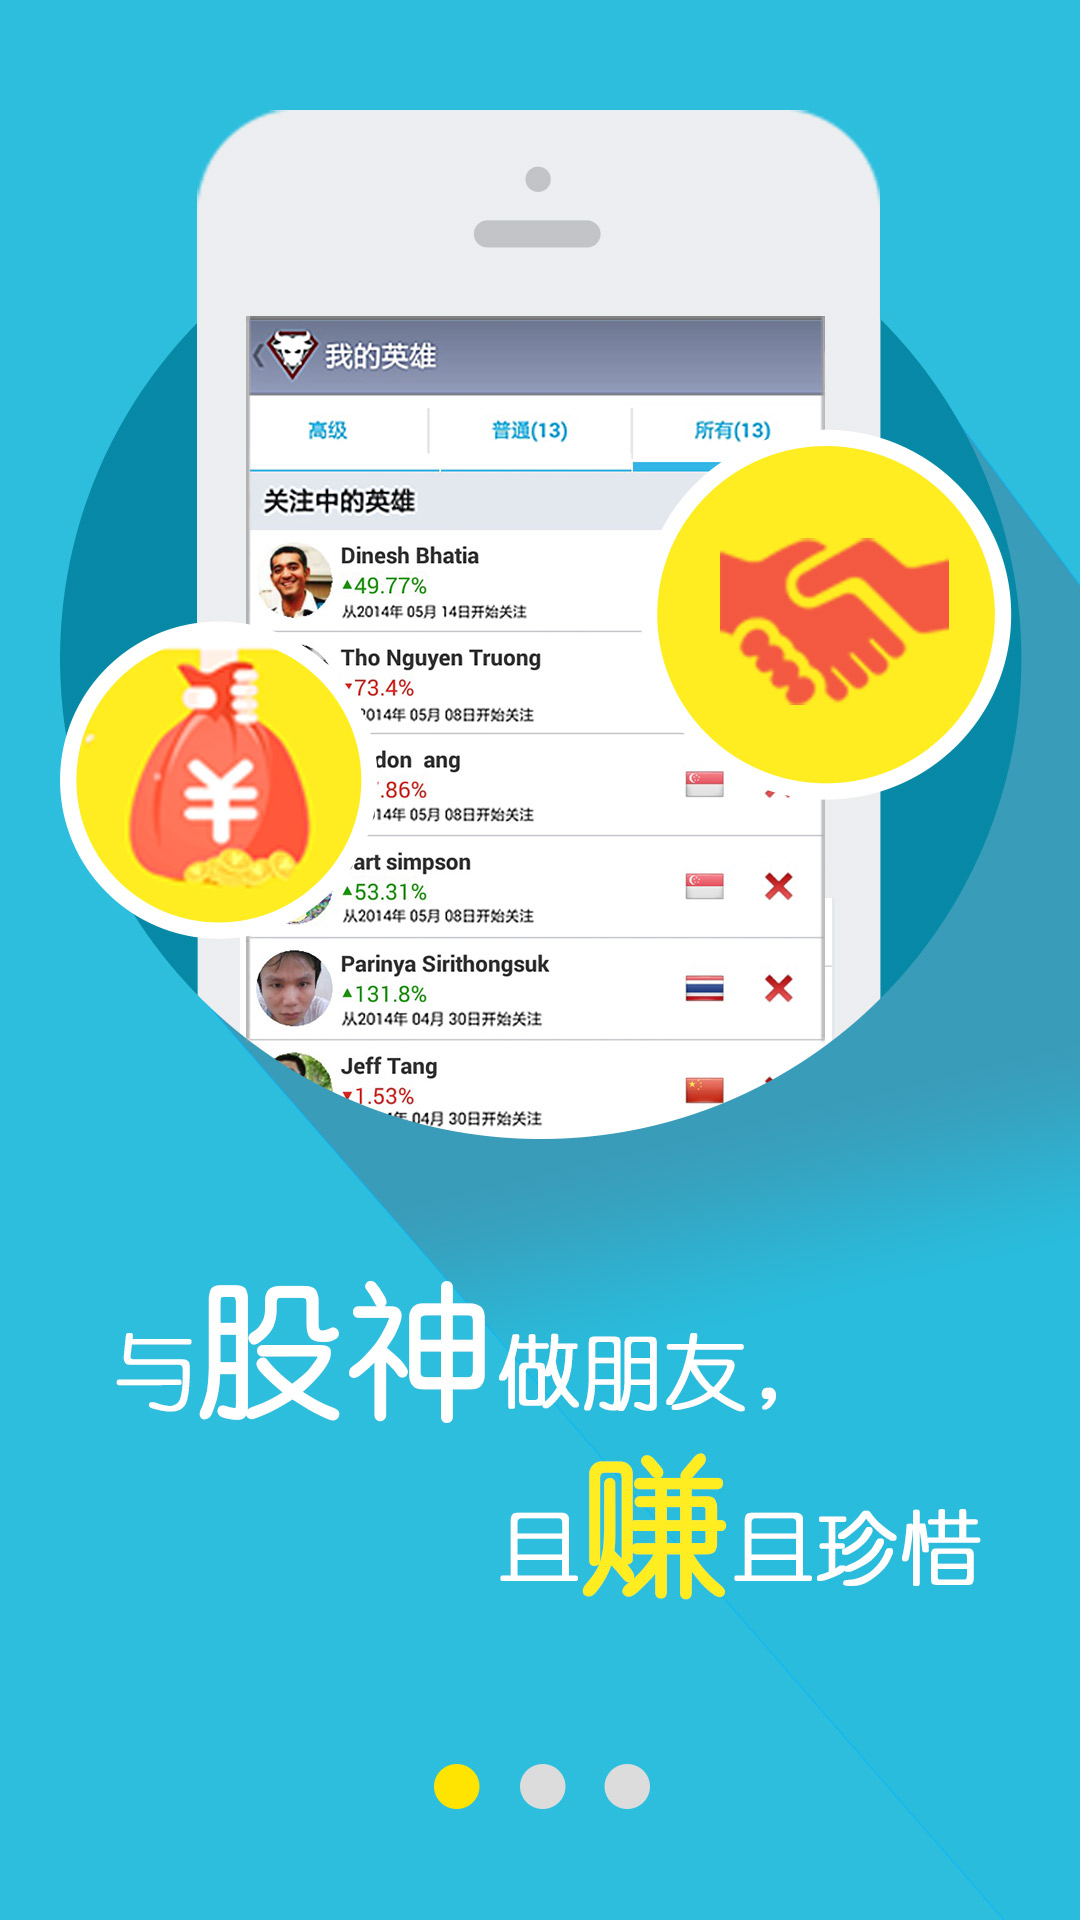 我的英雄
高级 普通(13) 所有(13)
关注中的英雄
Dinesh Bhatia
49.77%
从2014年 05月 14日开始关注
Tho Nguyen Truong
73.4%
2014年 05月 08日开始关注
don ang
.86%
14年 05月 08日开始关注
art simpson
53.31%
从2014年 05月 08日开始关注
Parinya Sirithongsuk
131.8%
从2014年 04月 30日开始关注
Jeff Tang
1.53%
年 04月 30日开始关注
¥
与股神做朋友，
且赚且珍惜